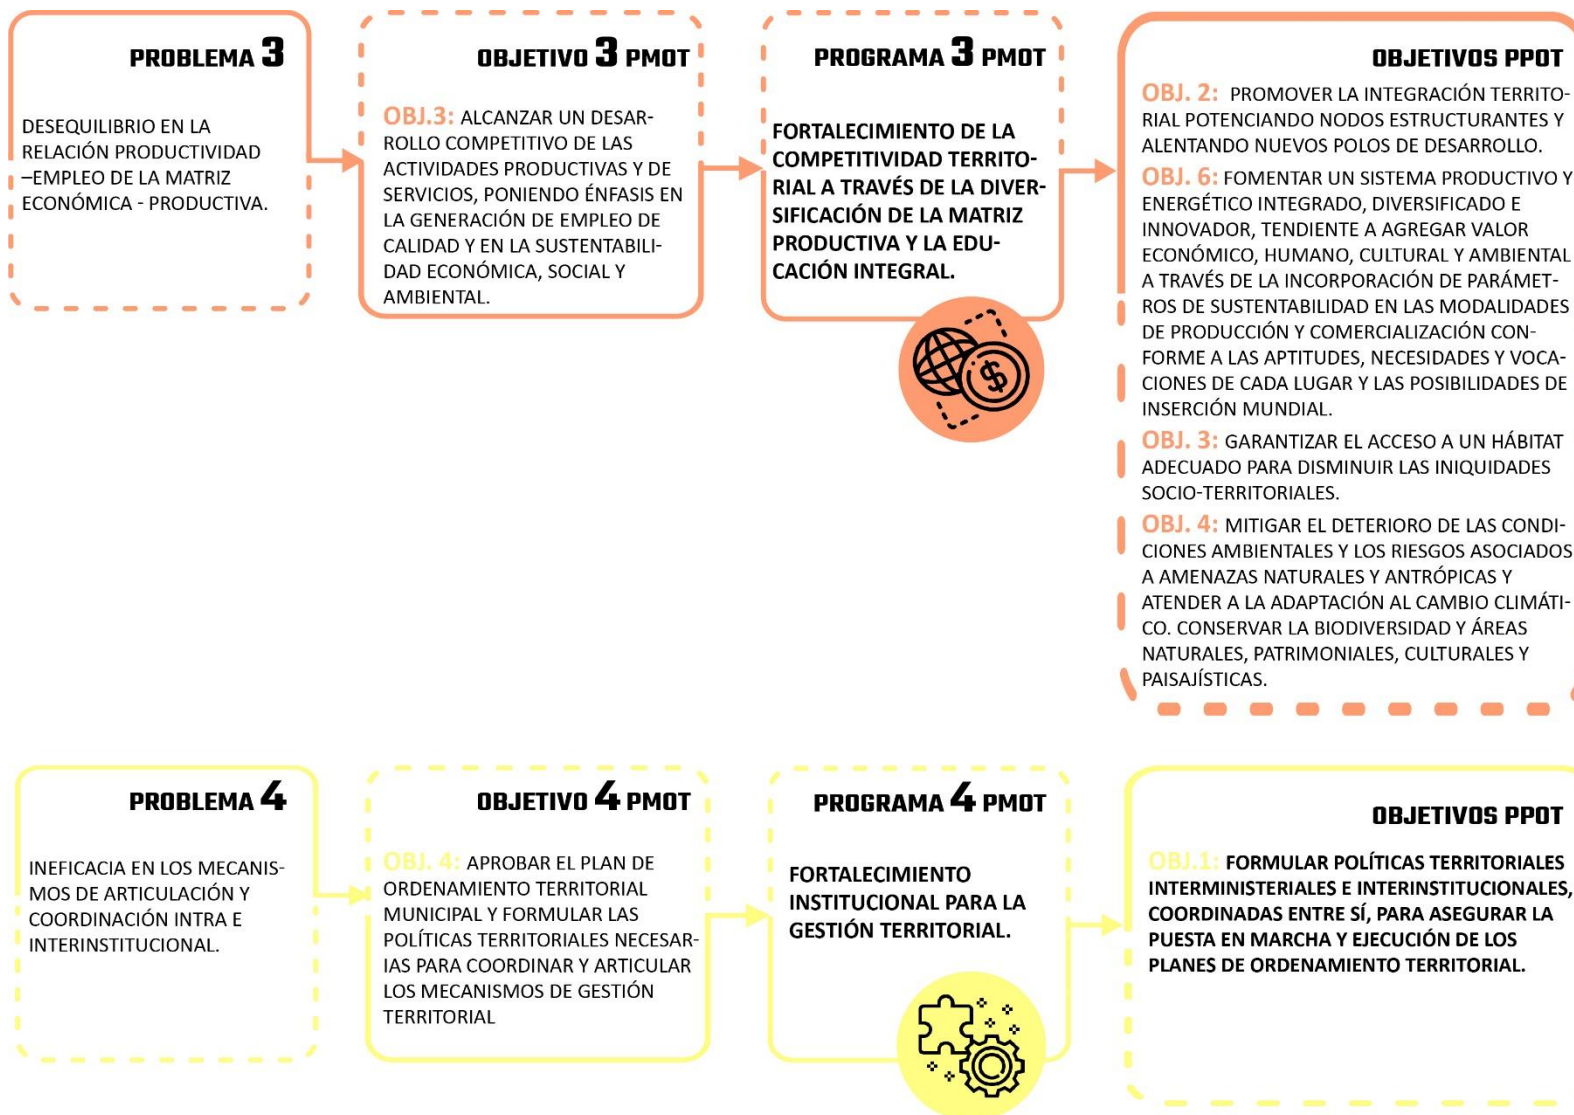 PROBLEMA 3
DESEQUILIBRIO EN LA
RELACIÓN PRODUCTIVIDAD
–EMPLEO DE LA MATRIZ
ECONÓMICA - PRODUCTIVA.
OBJETIVO 3 PMOT
OBJ.3: ALCANZAR UN DESAR-
ROLLO COMPETITIVO DE LAS
ACTIVIDADES PRODUCTIVAS Y DE
SERVICIOS, PONIENDO ÉNFASIS EN
LA GENERACIÓN DE EMPLEO DE
CALIDAD Y EN LA SUSTENTABILI-
DAD ECONÓMICA, SOCIAL Y
AMBIENTAL.
PROGRAMA 3 PMOT
FORTALECIMIENTO DE LA
COMPETITIVIDAD TERRITO-
RIAL A TRAVÉS DE LA DIVER-
SIFICACIÓN DE LA MATRIZ
PRODUCTIVA Y LA EDU-
CACIÓN INTEGRAL.
$
OBJETIVOS PPOT
OBJ. 2: PROMOVER LA INTEGRACIÓN TERRITO-
RIAL POTENCIANDO NODOS ESTRUCTURANTES Y
ALENTANDO NUEVOS POLOS DE DESARROLLO.
OBJ. 6: FOMENTAR UN SISTEMA PRODUCTIVO Y
ENERGÉTICO INTEGRADO, DIVERSIFICADO E
INNOVADOR, TENDIENTE A AGREGAR VALOR
ECONÓMICO, HUMANO, CULTURAL Y AMBIENTAL
A TRAVÉS DE LA INCORPORACIÓN DE PARÁMET-
ROS DE SUSTENTABILIDAD EN LAS MODALIDADES
DE PRODUCCIÓN Y COMERCIALIZACIÓN CON-
FORME A LAS APTITUDES, NECESIDADES Y VOCA-
CIONES DE CADA LUGAR Y LAS POSIBILIDADES DE
INSERCIÓN MUNDIAL.
OBJ. 3: GARANTIZAR EL ACCESO A UN HÁBITAT
ADECUADO PARA DISMINUIR LAS INIQUIDADES
SOCIO-TERRITORIALES.
OBJ. 4: MITIGAR EL DETERIORO DE LAS CONDI-
CIONES AMBIENTALES Y LOS RIESGOS ASOCIADOS
A AMENAZAS NATURALES Y ANTRÓPICAS Y
ATENDER A LA ADAPTACIÓN AL CAMBIO CLIMÁTI-
CO. CONSERVAR LA BIODIVERSIDAD Y ÁREAS
NATURALES, PATRIMONIALES, CULTURALES Y
PAISAJÍSTICAS.
PROBLEMA 4
INEFICACIA EN LOS MECANIS-
MOS DE ARTICULACIÓN Y
COORDINACIÓN INTRA E
INTERINSTITUCIONAL.
OBJETIVO 4 PMOT
OBJ. 4: APROBAR EL PLAN DE
ORDENAMIENTO TERRITORIAL
MUNICIPAL Y FORMULAR LAS
POLÍTICAS TERRITORIALES NECESAR-
IAS PARA COORDINAR Y ARTICULAR
LOS MECANISMOS DE GESTIÓN
TERRITORIAL
PROGRAMA 4 PMOT
FORTALECIMIENTO
INSTITUCIONAL PARA LA
GESTIÓN TERRITORIAL.
OBJETIVOS PPOT
OBJ.1: FORMULAR POLÍTICAS TERRITORIALES
INTERMINISTERIALES E INTERINSTITUCIONALES,
COORDINADAS ENTRE SÍ, PARA ASEGURAR LA
PUESTA EN MARCHA Y EJECUCIÓN DE LOS
PLANES DE ORDENAMIENTO TERRITORIAL.